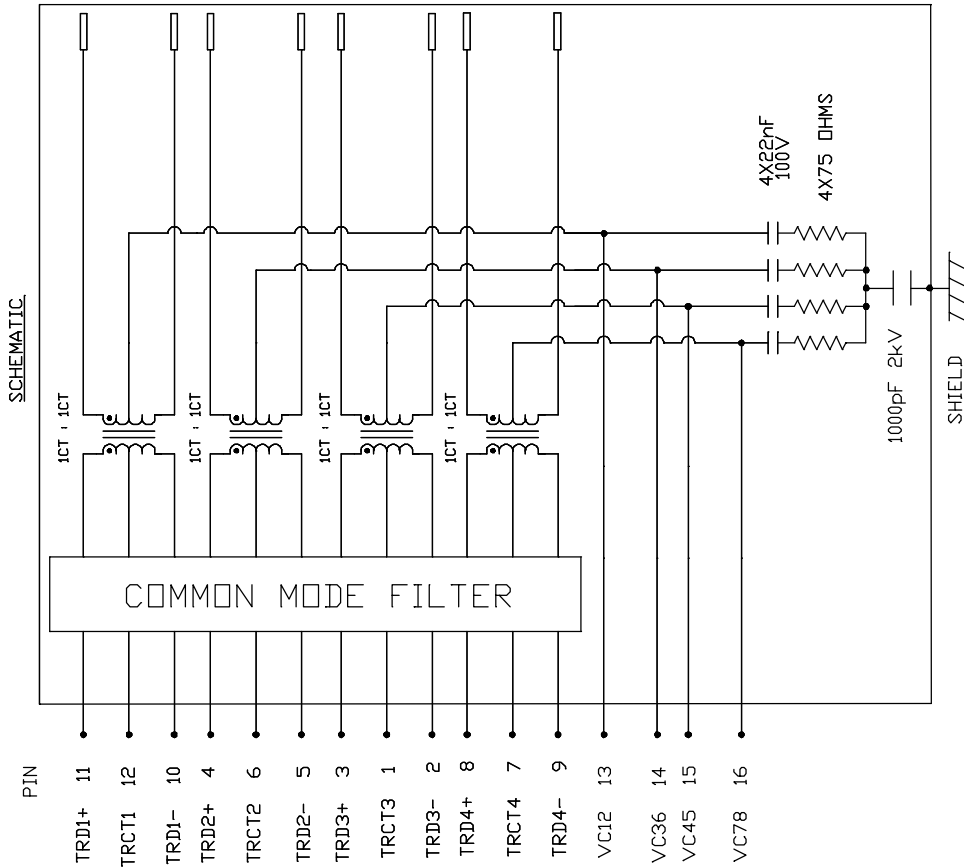 SCHEMATIC
1CT : 1CT
1CT : 1CT
1CT : 1CT
1CT : 1CT
4X22nF
100V
4X75 OHMS
1000pF 2kV
SHIELD
COMMON MODE FILTER
PIN
TRD1+ 11
TRCT1 12
TRD1- 10
TRD2+ 4
TRCT2 6
TRD2- 5
TRD3+ 3
TRCT3 1
TRD3- 2
TRD4+ 8
TRCT4 7
TRD4- 9
VC12 13
VC36 14
VC45 15
VC78 16